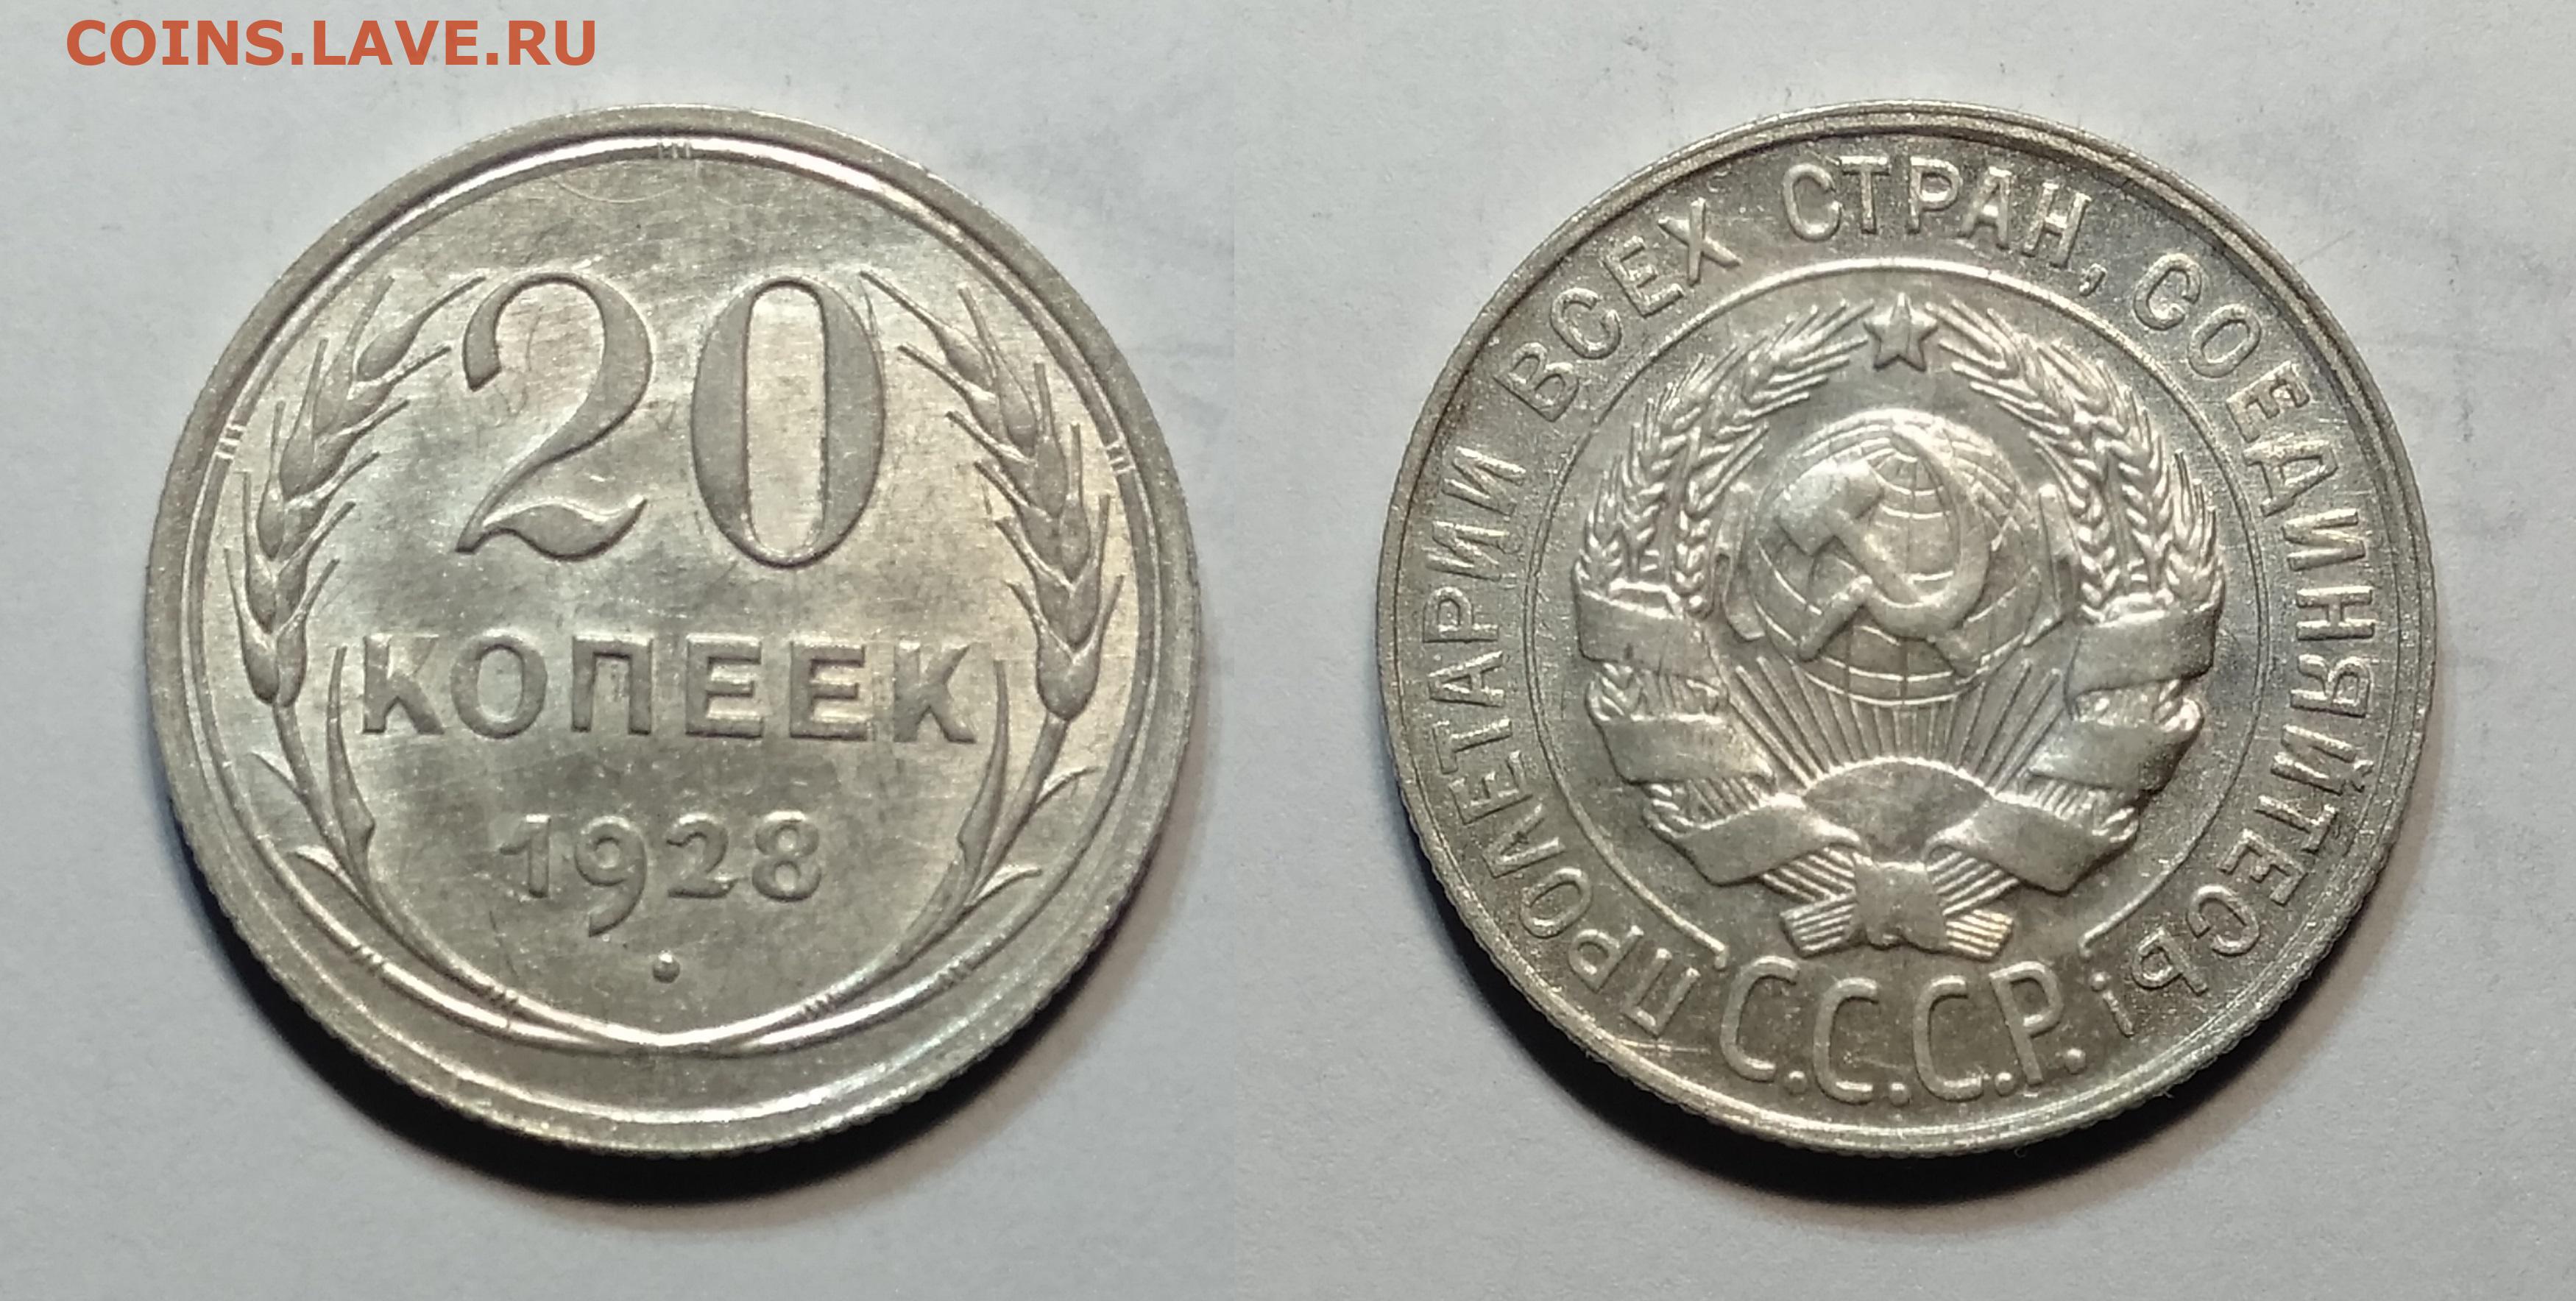 COINS.LAVE.RU
20
КОПЕЕК
1928
ПРОЛЕТАРИИ ВСЕХ СТРАН, СОЕДИНЯЙТЕСЬ!
С.С.С.Р.